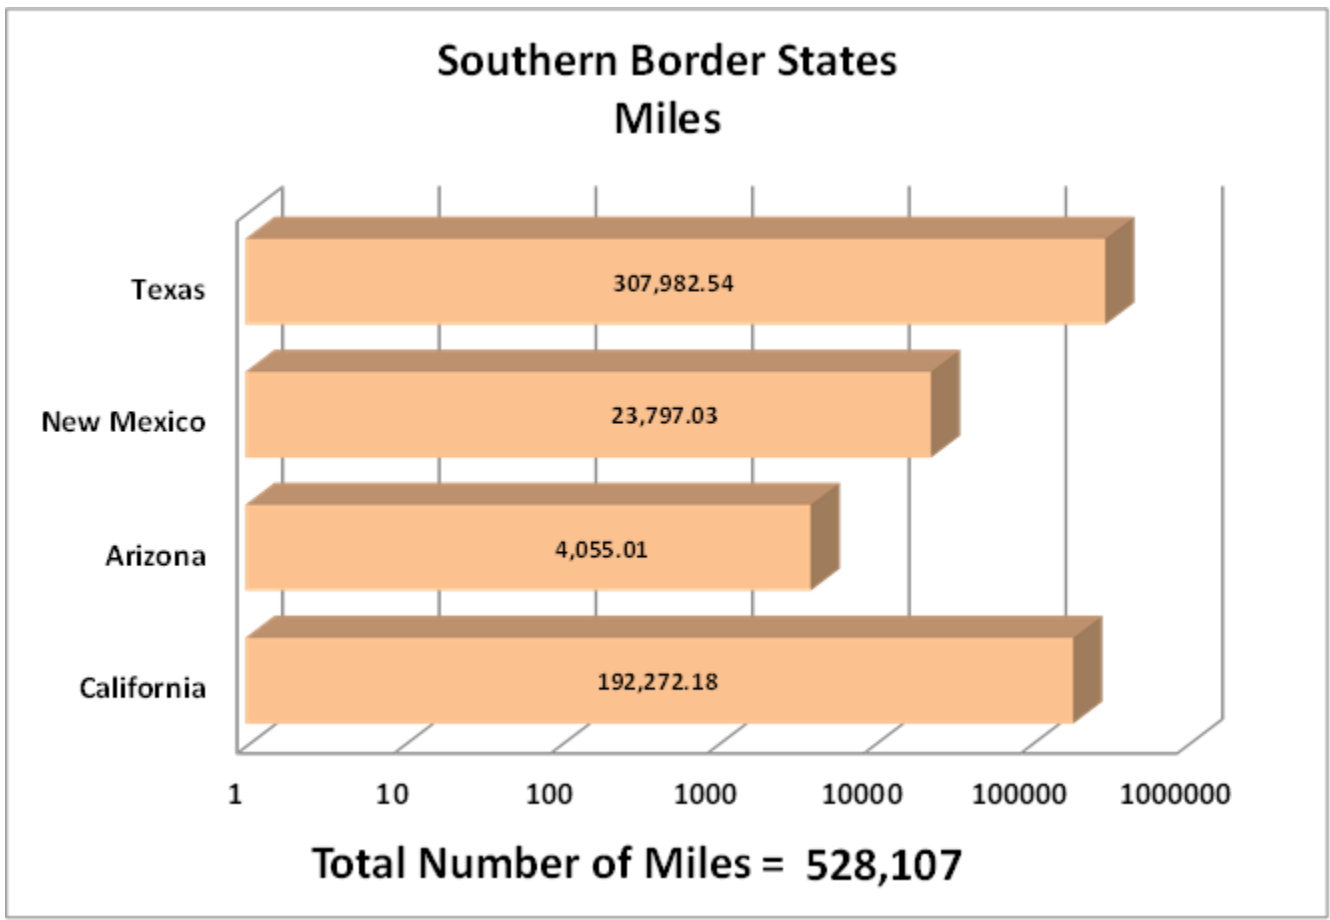 Southern Border States
Miles
Texas
307,982.54
New Mexico
23,797.03
Arizona
4,055.01
California
192,272.18
1 10 100 1000 10000 100000 1000000
Total Number of Miles = 528,107